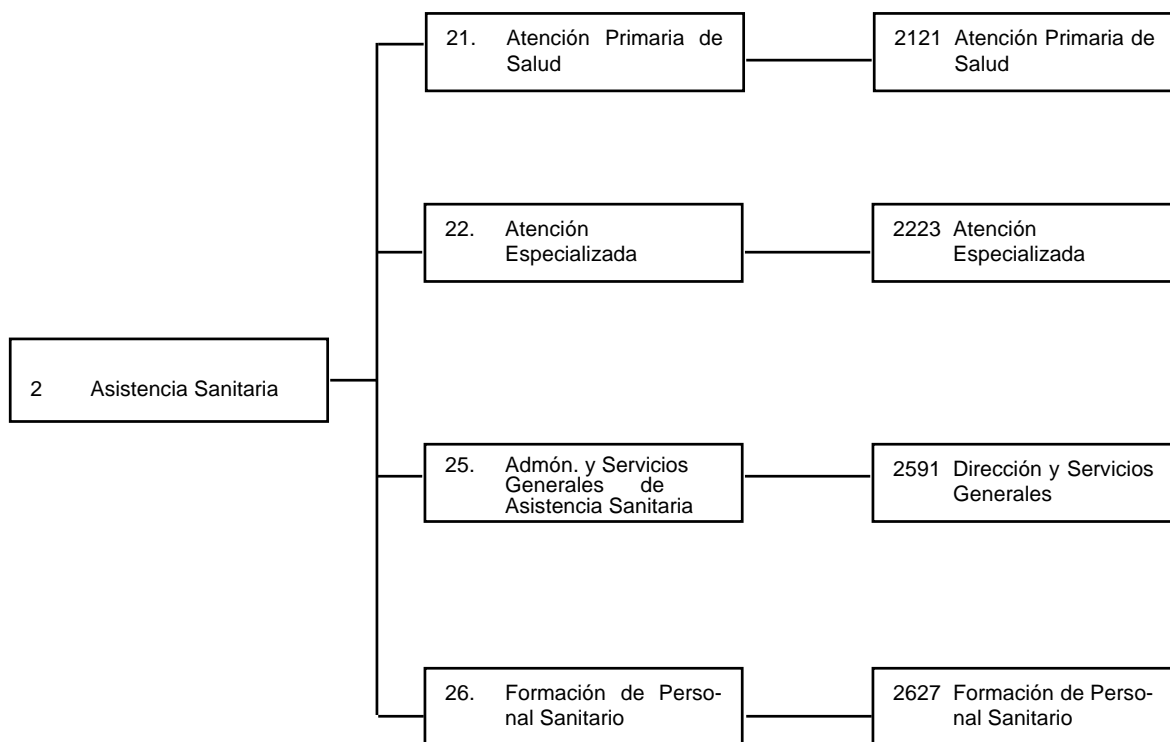 21. Atención Primaria de
Salud
2121 Atención Primaria de
Salud
22. Atención
Especializada
2223 Atención
Especializada
2 Asistencia Sanitaria
25. Admón. y Servicios
Generales de
Asistencia Sanitaria
2591 Dirección y Servicios
Generales
26. Formación de Perso-
nal Sanitario
2627 Formación de Perso-
nal Sanitario